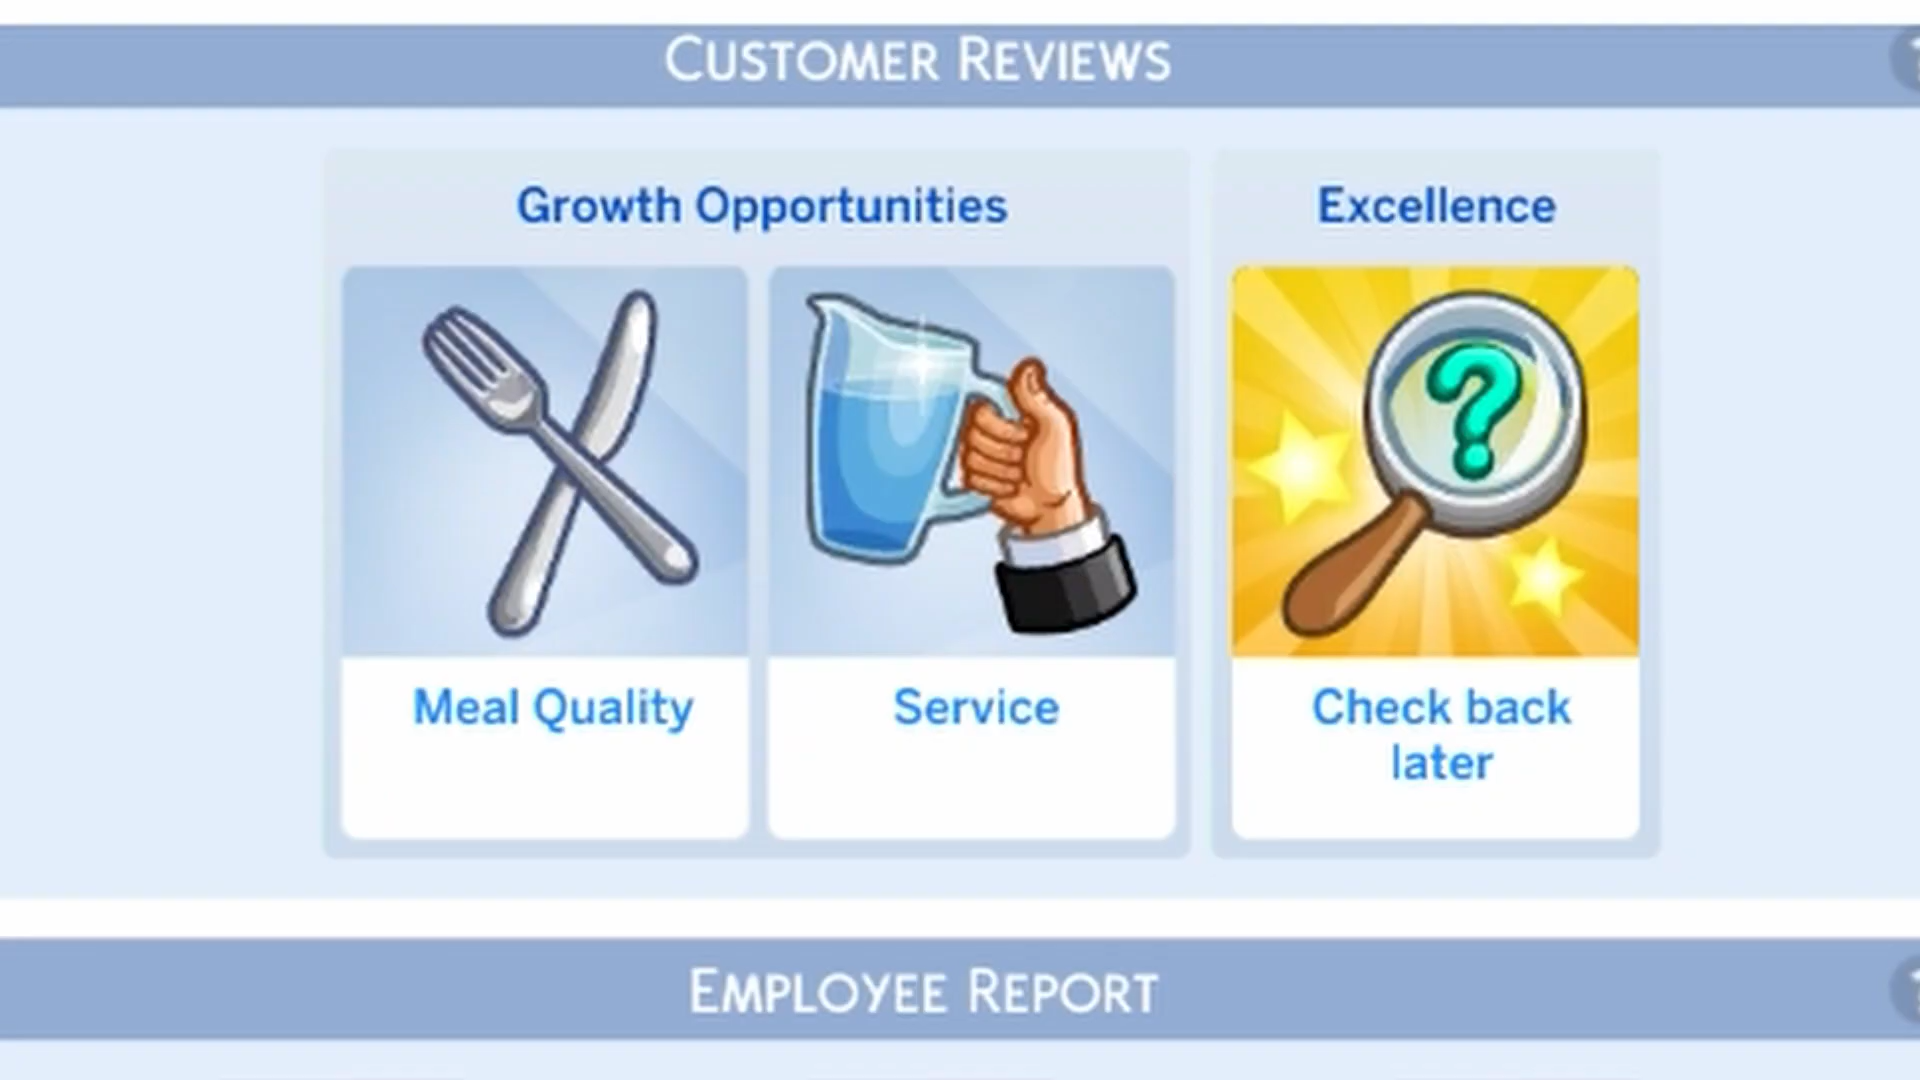 CUSTOMER REVIEWS
Growth Opportunities
Excellence
?
Meal Quality
Service
Check back
later
EMPLOYEE REPORT